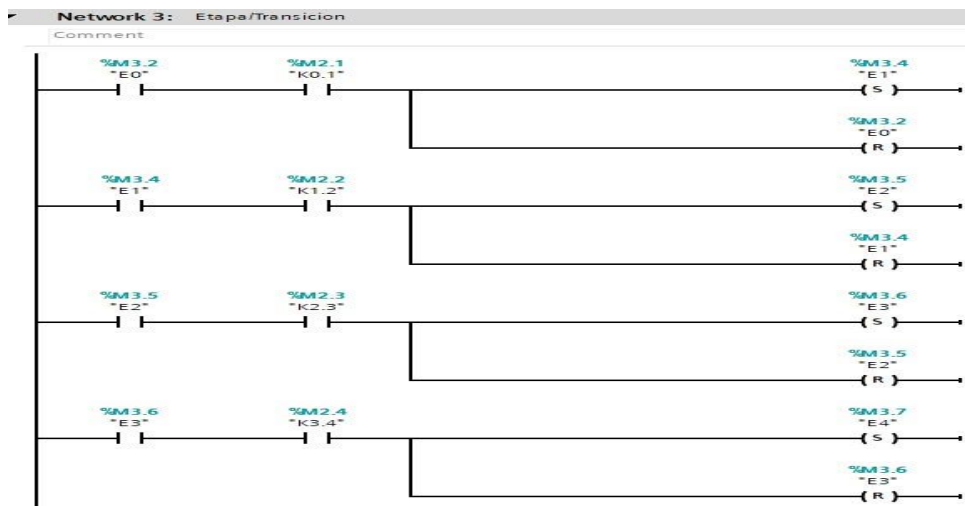 Network 3: Etapa/Transicion
Comment
%M3.2 %M2.1 %M3.4
"E0" "K0.1" "E1"
S
%M3.2
"E0"
R
%M3.4 %M2.2 %M3.5
"E1" "K1.2" "E2"
S
%M3.4
"E1"
R
%M3.5 %M2.3 %M3.6
"E2" "K2.3" "E3"
S
%M3.5
"E2"
R
%M3.6 %M2.4 %M3.7
"E3" "K3.4" "E4"
S
%M3.6
"E3"
R